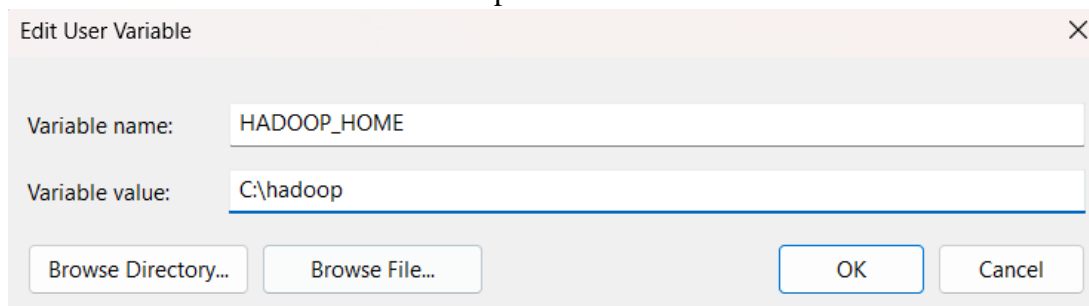 Edit User Variable
Variable name: HADOOP_HOME
Variable value: C:\hadoop
Browse Directory... Browse File... OK Cancel